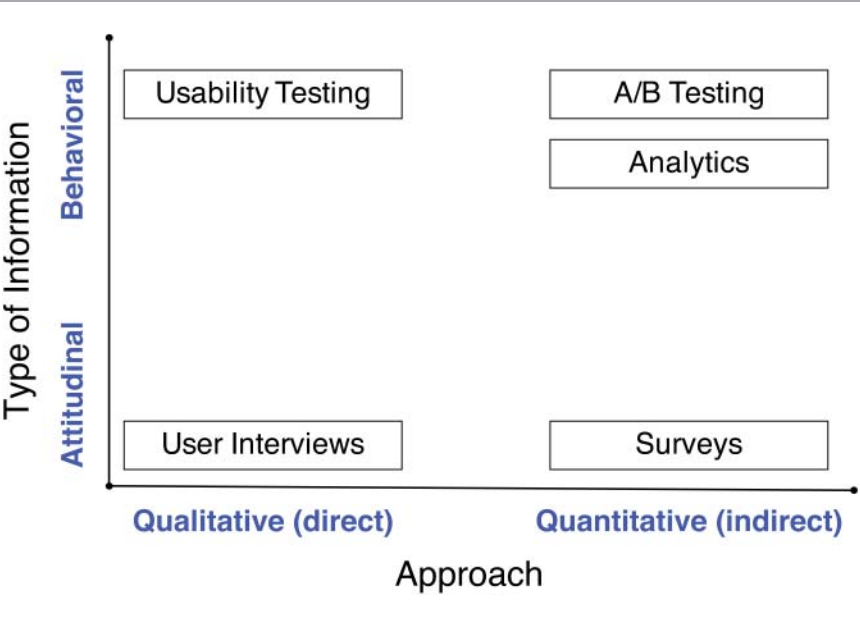 Type of Information
Behavioral
Attitudinal
Usability Testing
A/B Testing
Analytics
User Interviews
Surveys
Qualitative (direct)
Quantitative (indirect)
Approach